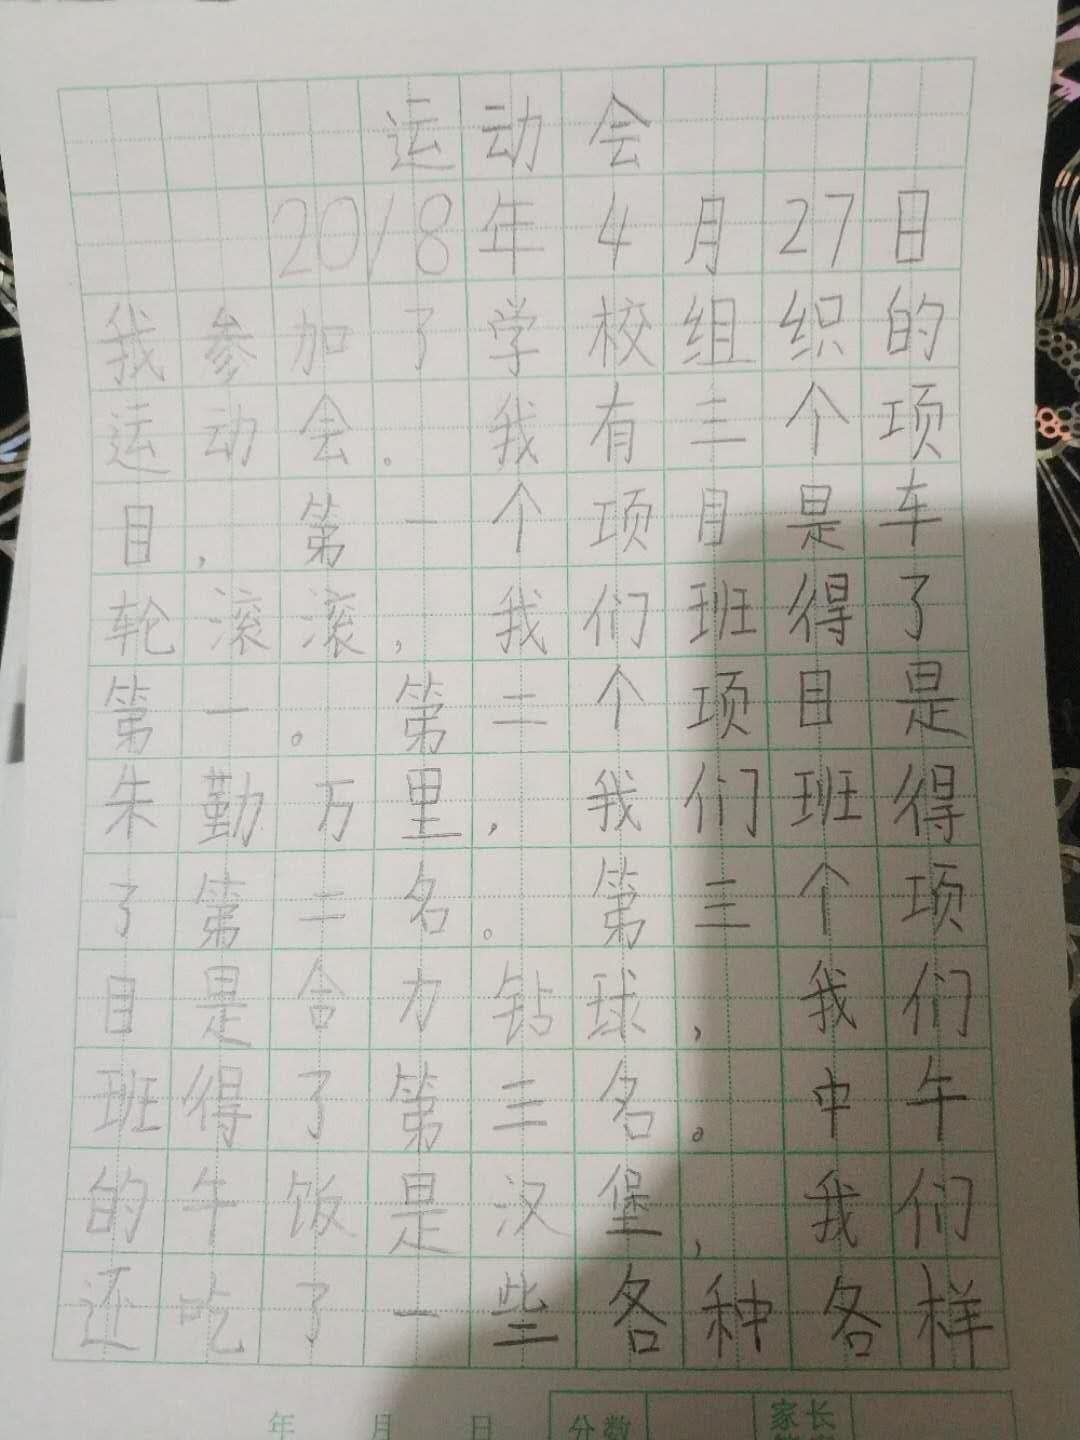 运动会
2018年4月27日
我参加了学校组织的
运动会。我有三个项
目,第一个项目是车
轮滚滚,我们班得了
第一。第二个项目是
朱勤万里,我们班得
了第二名。第三个项
目是舍力钻球,我们
班得了第三名。中午
的午饭是汉堡,我们
还吃了一些各种各样
年 月 日 分数 家长